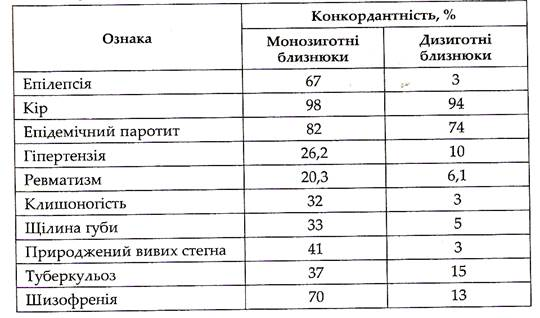 Ознака
Конкордантність, %
Монозиготні близнюки
Дизиготні близнюки
Епілепсія 67 3
Кір 98 94
Епідемічний паротит 82 74
Гіпертензія 26,2 10
Ревматизм 20,3 6,1
Клишоногість 32 3
Щілина губи 33 5
Природжений вивих стегна 41 3
Туберкульоз 37 15
Шизофренія 70 13